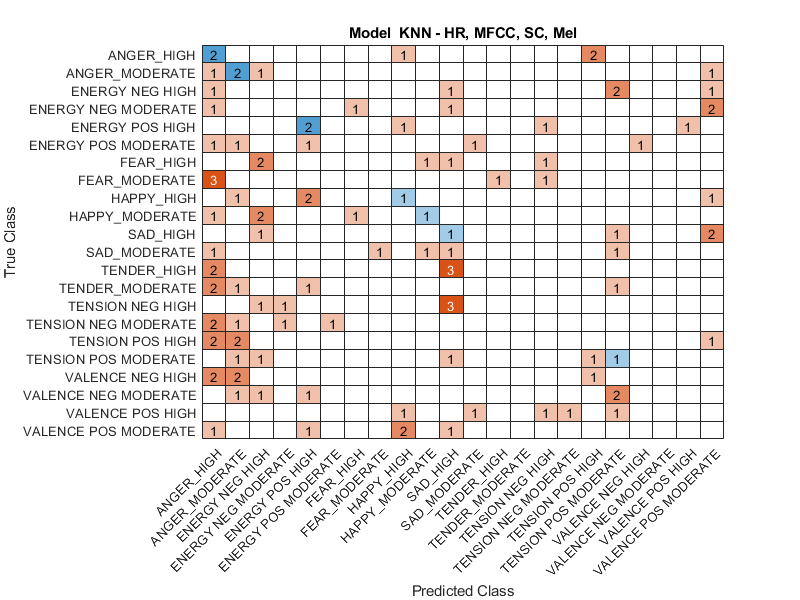 Model  KNN - HR, MFCC, SC, Mel
True Class
ANGER_HIGH 2 1 2
ANGER_MODERATE 1 2 1 1
ENERGY NEG HIGH 1 1 2 1
ENERGY NEG MODERATE 1 1 1 2
ENERGY POS HIGH 2 1 1 1
ENERGY POS MODERATE 1 1 1 1 1
FEAR_HIGH 2 1 1 1
FEAR_MODERATE 3 1 1
HAPPY_HIGH 1 2 1 1
HAPPY_MODERATE 1 2 1 1
SAD_HIGH 1 1 1 2
SAD_MODERATE 1 1 1 1 1
TENDER_HIGH 2 3
TENDER_MODERATE 2 1 1 1
TENSION NEG HIGH 1 1 3
TENSION NEG MODERATE 2 1 1 1
TENSION POS HIGH 2 2 1
TENSION POS MODERATE 1 1 1 1 1
VALENCE NEG HIGH 2 2 1
VALENCE NEG MODERATE 1 1 1 2
VALENCE POS HIGH 1 1 1 1 1
VALENCE POS MODERATE 1 1 2 1
ANGER_HIGH
ANGER_MODERATE
ENERGY NEG HIGH
ENERGY NEG MODERATE
ENERGY POS HIGH
ENERGY POS MODERATE
FEAR_HIGH
FEAR_MODERATE
HAPPY_HIGH
HAPPY_MODERATE
SAD_HIGH
SAD_MODERATE
TENDER_HIGH
TENDER_MODERATE
TENSION NEG HIGH
TENSION NEG MODERATE
TENSION POS HIGH
TENSION POS MODERATE
VALENCE NEG HIGH
VALENCE NEG MODERATE
VALENCE POS HIGH
VALENCE POS MODERATE
Predicted Class